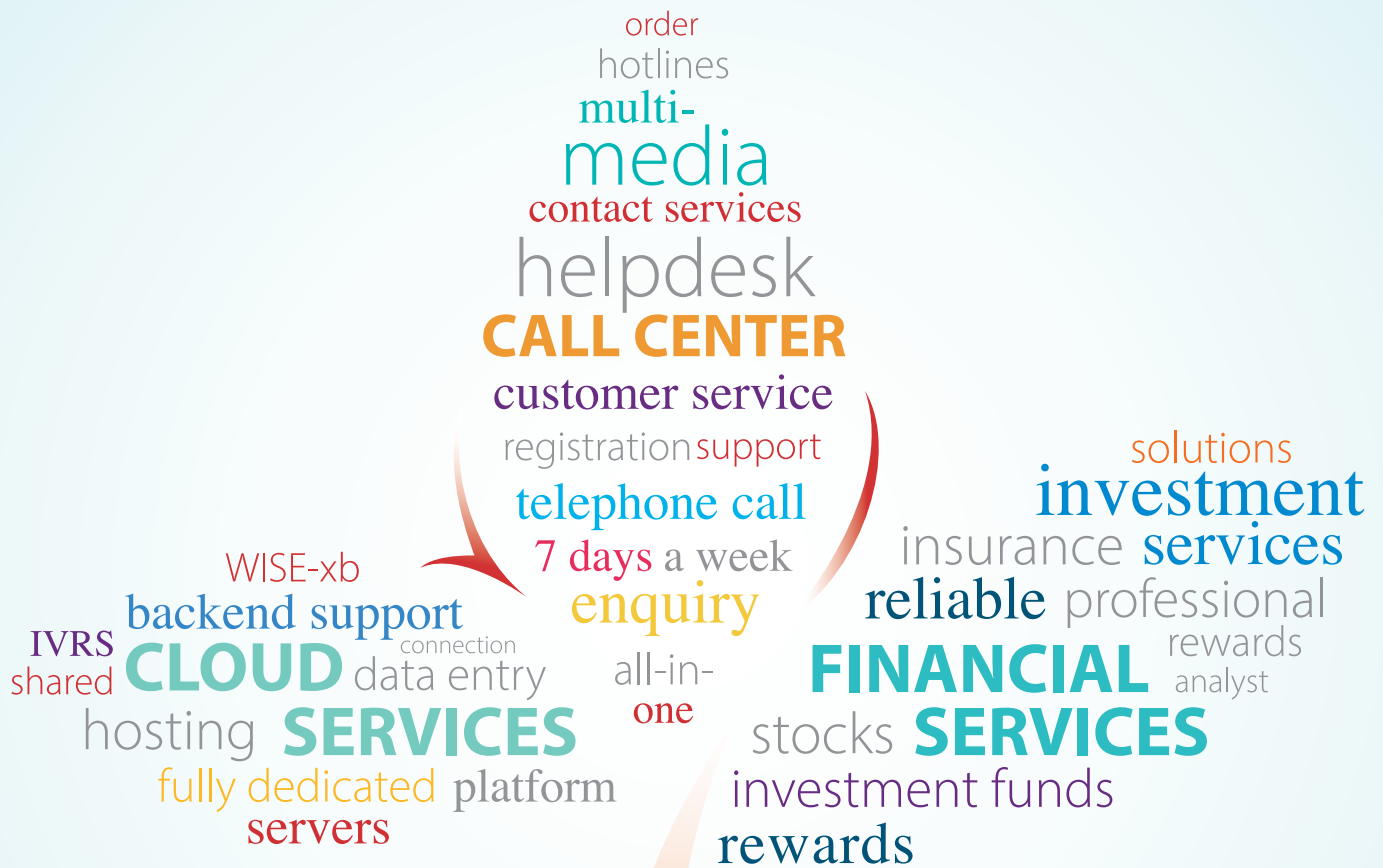 order
hotlines
multi-
media
contact services
helpdesk
CALL CENTER
customer service
registration support
telephone call
7 days a week
enquiry
all-in-
one
WISE-xb
backend support
IVRS
shared
CLOUD
connection
data entry
hosting SERVICES
fully dedicated platform
servers
solutions
investment
insurance services
reliable professional
rewards
FINANCIAL
analyst
stocks SERVICES
investment funds
rewards